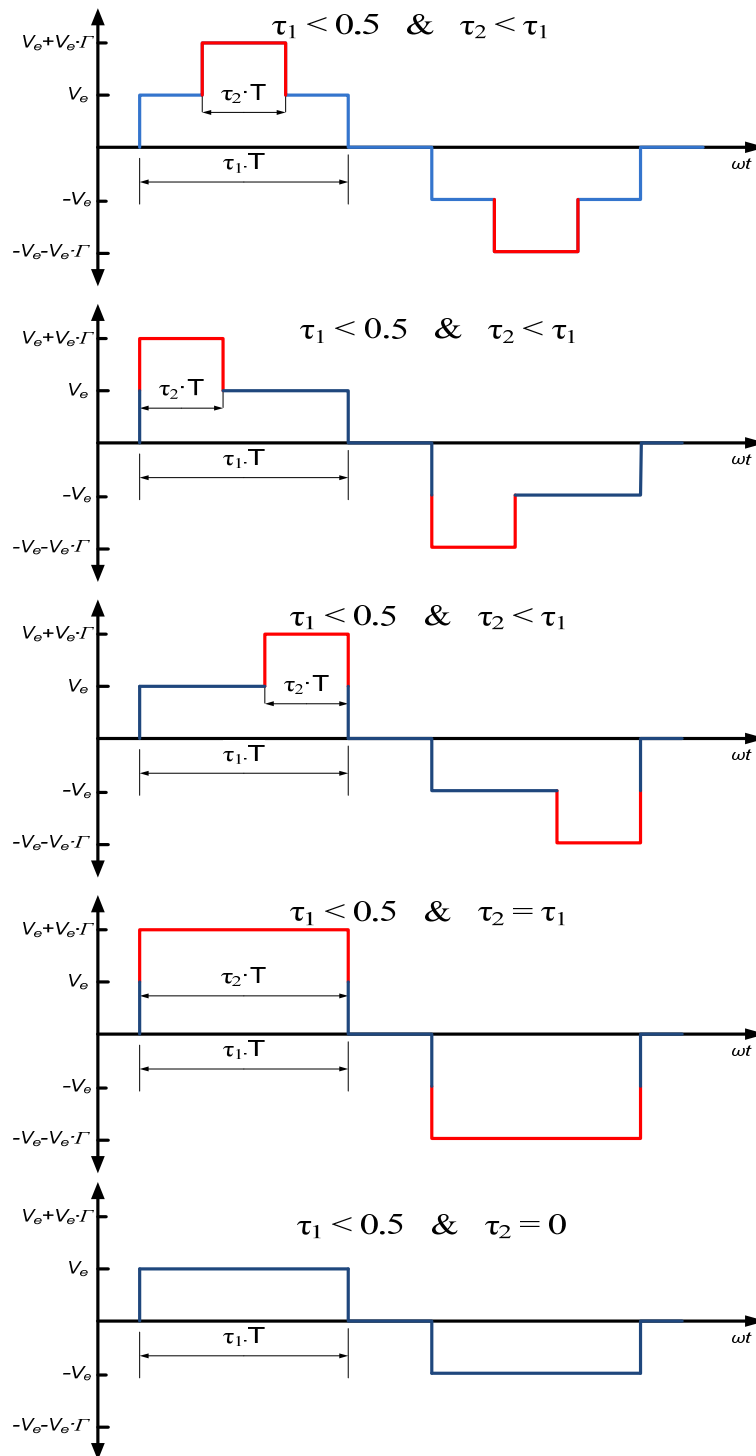 τ₁ < 0.5 & τ₂ < τ₁
Vₑ+Vₑ·Γ
Vₑ
τ₂·T
ωt
τ₁.T
-Vₑ
-Vₑ-Vₑ·Γ
τ₁ < 0.5 & τ₂ < τ₁
Vₑ+Vₑ·Γ
Vₑ
τ₂·T
ωt
τ₁.T
-Vₑ
-Vₑ-Vₑ·Γ
τ₁ < 0.5 & τ₂ < τ₁
Vₑ+Vₑ·Γ
Vₑ
τ₂·T
ωt
τ₁.T
-Vₑ
-Vₑ-Vₑ·Γ
τ₁ < 0.5 & τ₂ = τ₁
Vₑ+Vₑ·Γ
Vₑ
τ₂·T
ωt
τ₁.T
-Vₑ
-Vₑ-Vₑ·Γ
Vₑ+Vₑ·Γ
τ₁ < 0.5 & τ₂ = 0
Vₑ
ωt
τ₁.T
-Vₑ
-Vₑ-Vₑ·Γ